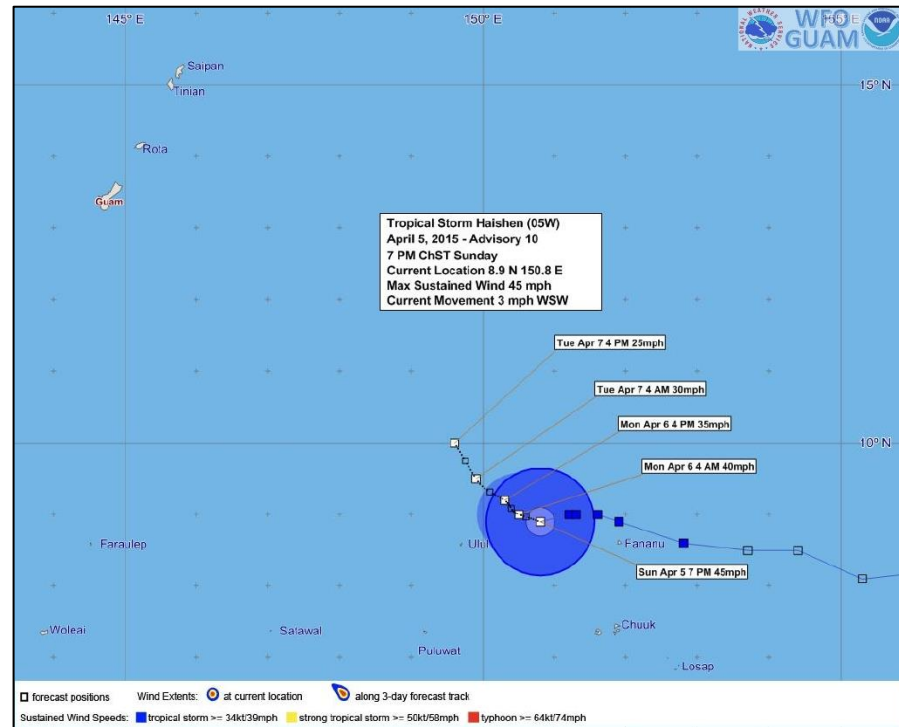 145° E
150° E
155° E
WFO
GUAM
NATIONAL WEATHER SERVICE
NOAA
Saipan
Tinian
15° N
Rota
Guam
Tropical Storm Haishen (05W)
April 5, 2015 - Advisory 10
7 PM ChST Sunday
Current Location 8.9 N 150.8 E
Max Sustained Wind 45 mph
Current Movement 3 mph WSW
Tue Apr 7 4 PM 25mph
Tue Apr 7 4 AM 30mph
Mon Apr 6 4 PM 35mph
10° N
Mon Apr 6 4 AM 40mph
Faraulep
Ulul
Fananu
Sun Apr 5 7 PM 45mph
Woleai
Satawal
Puluwat
Chuuk
Losap
forecast positions Wind Extents: at current location along 3-day forecast track
Sustained Wind Speeds: tropical storm >= 34kt/39mph strong tropical storm >= 50kt/58mph typhoon >= 64kt/74mph